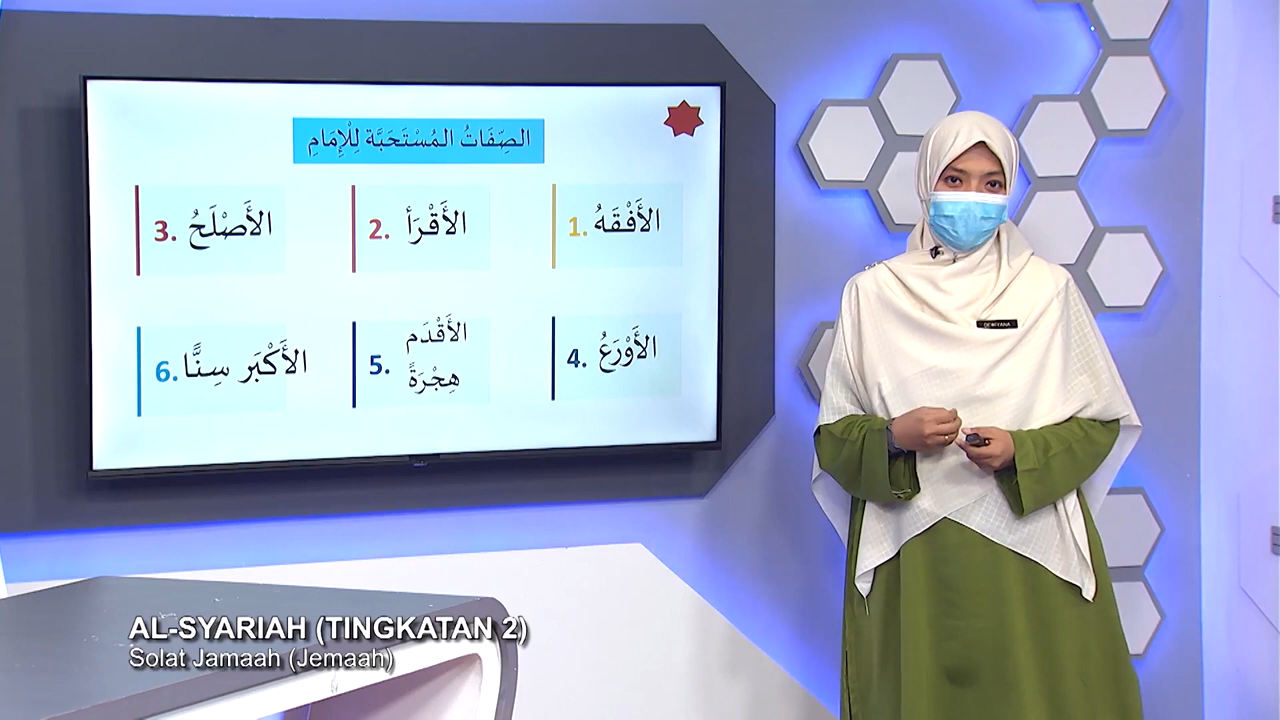 الصِّفَاتُ المُسْتَحَبَّة لِلْإِمَامِ
1. الأَفْقَهُ
2. الأَقْرَأ
3. الأَصْلَحُ
4. الأَوْرَعُ
5. الأَقْدَم
هِجْرَةً
6. الأَكْبَر سِنًّا
DEWIYANA
AL-SYARIAH (TINGKATAN 2)
Solat Jamaah (Jemaah)